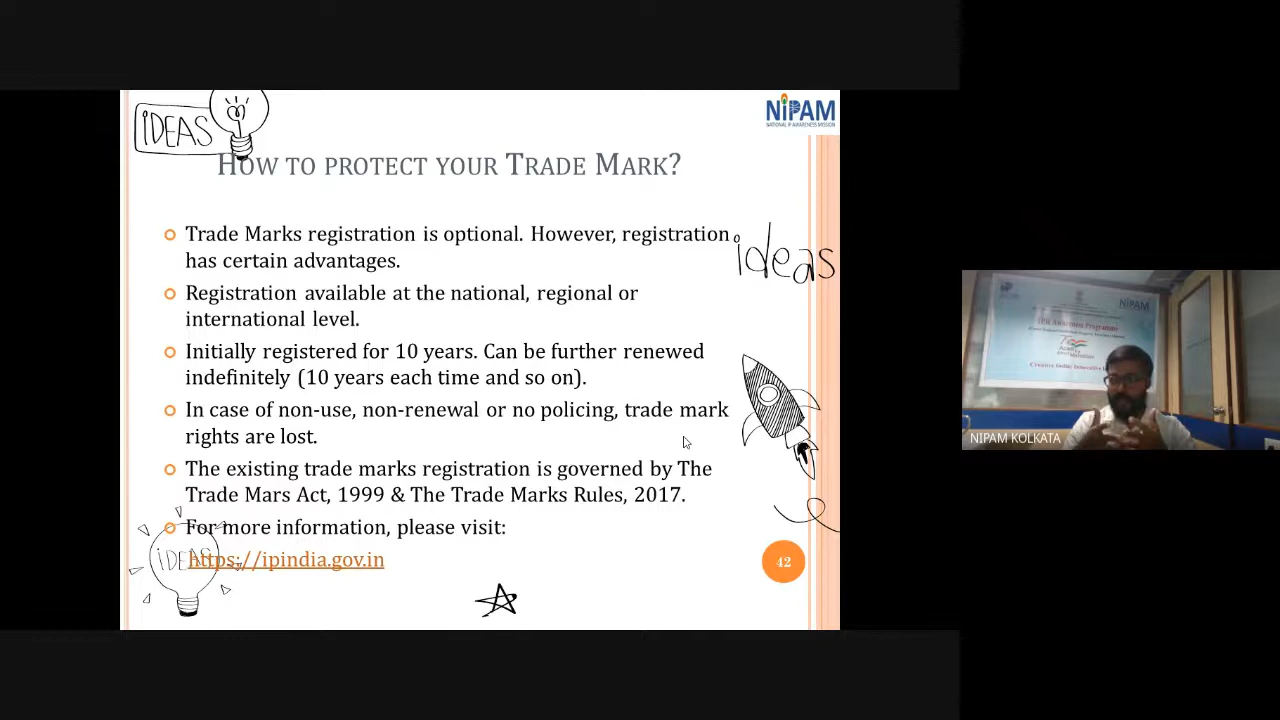 IDEAS
NiPAM
NATIONAL IP AWARENESS MISSION
HOW TO PROTECT YOUR TRADE MARK?
Trade Marks registration is optional. However, registration
has certain advantages.
ideas
Registration available at the national, regional or
international level.
Initially registered for 10 years. Can be further renewed
indefinitely (10 years each time and so on).
In case of non-use, non-renewal or no policing, trade mark
rights are lost.
The existing trade marks registration is governed by The
Trade Mars Act, 1999 & The Trade Marks Rules, 2017.
For more information, please visit:
IDEAS
https://ipindia.gov.in
42
NiPAM
IPR Awareness Programme
NIPAM KOLKATA